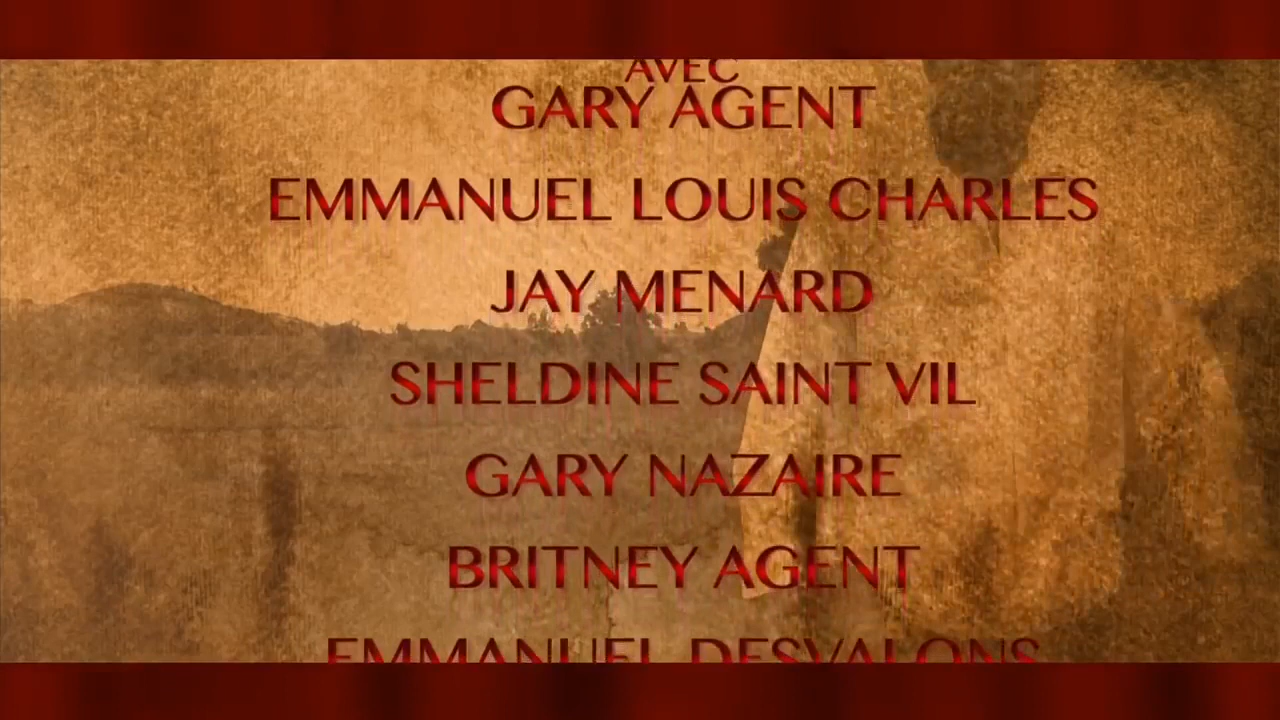 AVEC
GARY AGENT
EMMANUEL LOUIS CHARLES
JAY MENARD
SHELDINE SAINT VIL
GARY NAZAIRE
BRITNEY AGENT
EMMANUEL DESVALONS